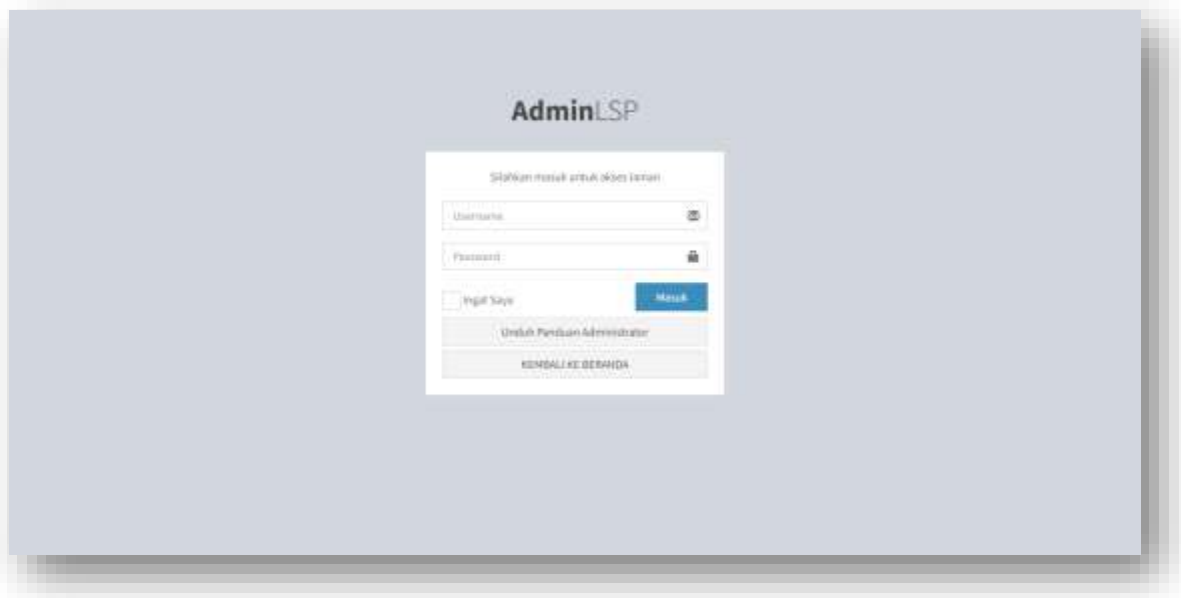 AdminLSP
Silahkan masuk untuk akses laman
Username
Password
Ingat Saya
Masuk
Unduh Panduan Administrator
KEMBALI KE BERANDA